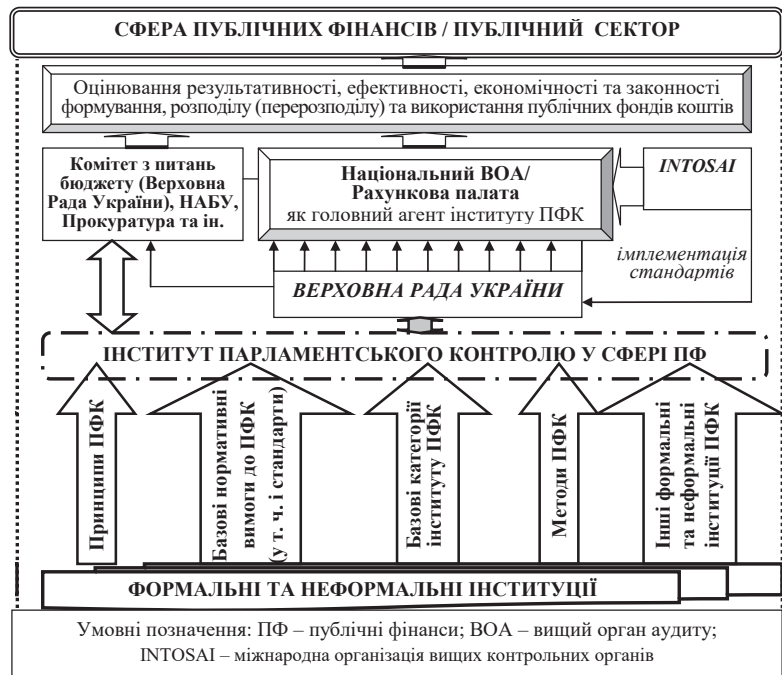 СФЕРА ПУБЛІЧНИХ ФІНАНСІВ / ПУБЛІЧНИЙ СЕКТОР
Оцінювання результативності, ефективності, економічності та законності
формування, розподілу (перерозподілу) та використання публічних фондів коштів
Комітет з питань
бюджету (Верховна
Рада України), НАБУ,
Прокуратура та ін.
Національний ВОА/
Рахункова палата
як головний агент інституту ПФК
INTOSAI
імплементація
стандартів
ВЕРХОВНА РАДА УКРАЇНИ
ІНСТИТУТ ПАРЛАМЕНТСЬКОГО КОНТРОЛЮ У СФЕРІ ПФ
Принципи ПФК
Базові нормативні
вимоги до ПФК
(у т. ч. і стандарти)
Базові категорії
інституту ПФК
Методи ПФК
Інші формальні
та неформальні
інституції ПФК
ФОРМАЛЬНІ ТА НЕФОРМАЛЬНІ ІНСТИТУЦІЇ
Умовні позначення: ПФ – публічні фінанси; ВОА – вищий орган аудиту;
INTOSAI – міжнародна організація вищих контрольних органів